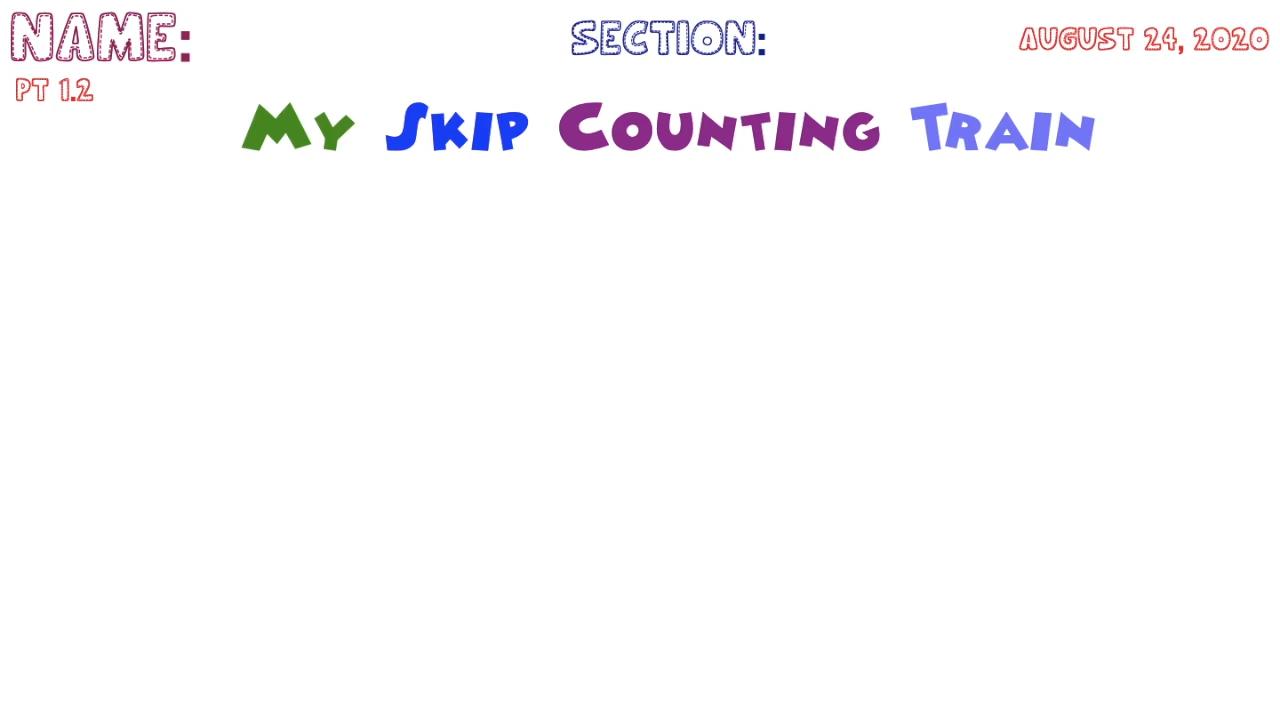 NAME:
SECTION:
AUGUST 24, 2020
PT 1.2
My Skip Counting Train